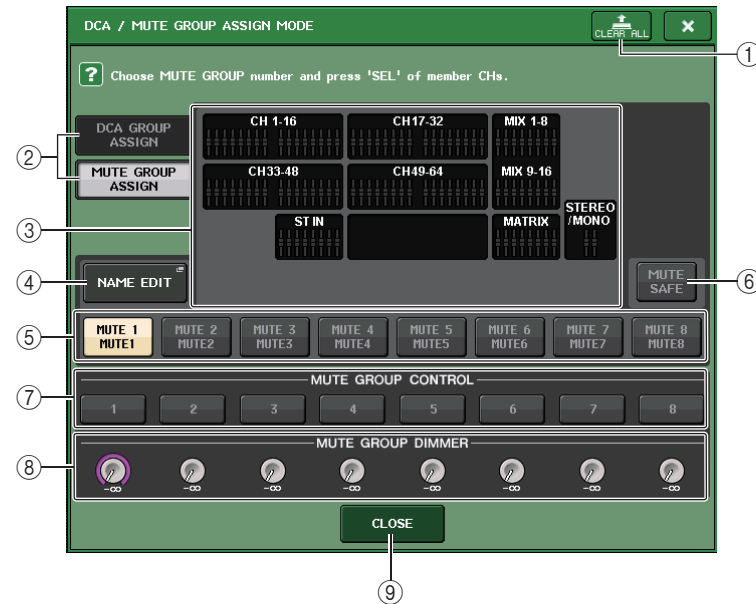 DCA / MUTE GROUP ASSIGN MODE
CLEAR ALL
①
? Choose MUTE GROUP number and press 'SEL' of member CHs.
②
DCA GROUP
ASSIGN
MUTE GROUP
ASSIGN
③
CH 1-16
CH17-32
MIX 1-8
CH33-48
CH49-64
MIX 9-16
ST IN
MATRIX
STEREO
/MONO
④
NAME EDIT
MUTE
SAFE
⑥
⑤
MUTE 1
MUTE1
MUTE 2
MUTE2
MUTE 3
MUTE3
MUTE 4
MUTE4
MUTE 5
MUTE5
MUTE 6
MUTE6
MUTE 7
MUTE7
MUTE 8
MUTE8
⑦
MUTE GROUP CONTROL
1 2 3 4 5 6 7 8
⑧
MUTE GROUP DIMMER
-∞ -∞ -∞ -∞ -∞ -∞ -∞ -∞
CLOSE
⑨